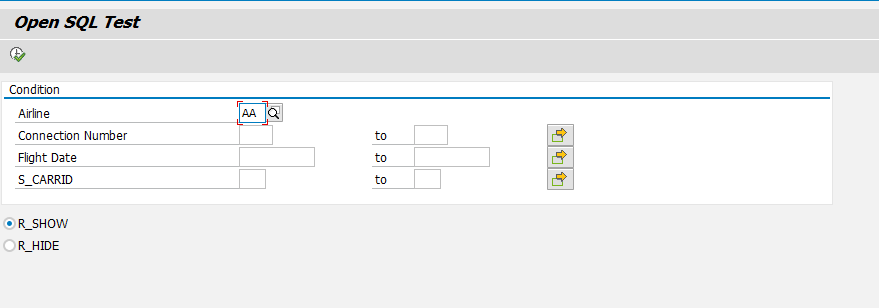 Open SQL Test
Condition
Airline AA
Connection Number to
Flight Date to
S_CARRID to
R_SHOW
R_HIDE